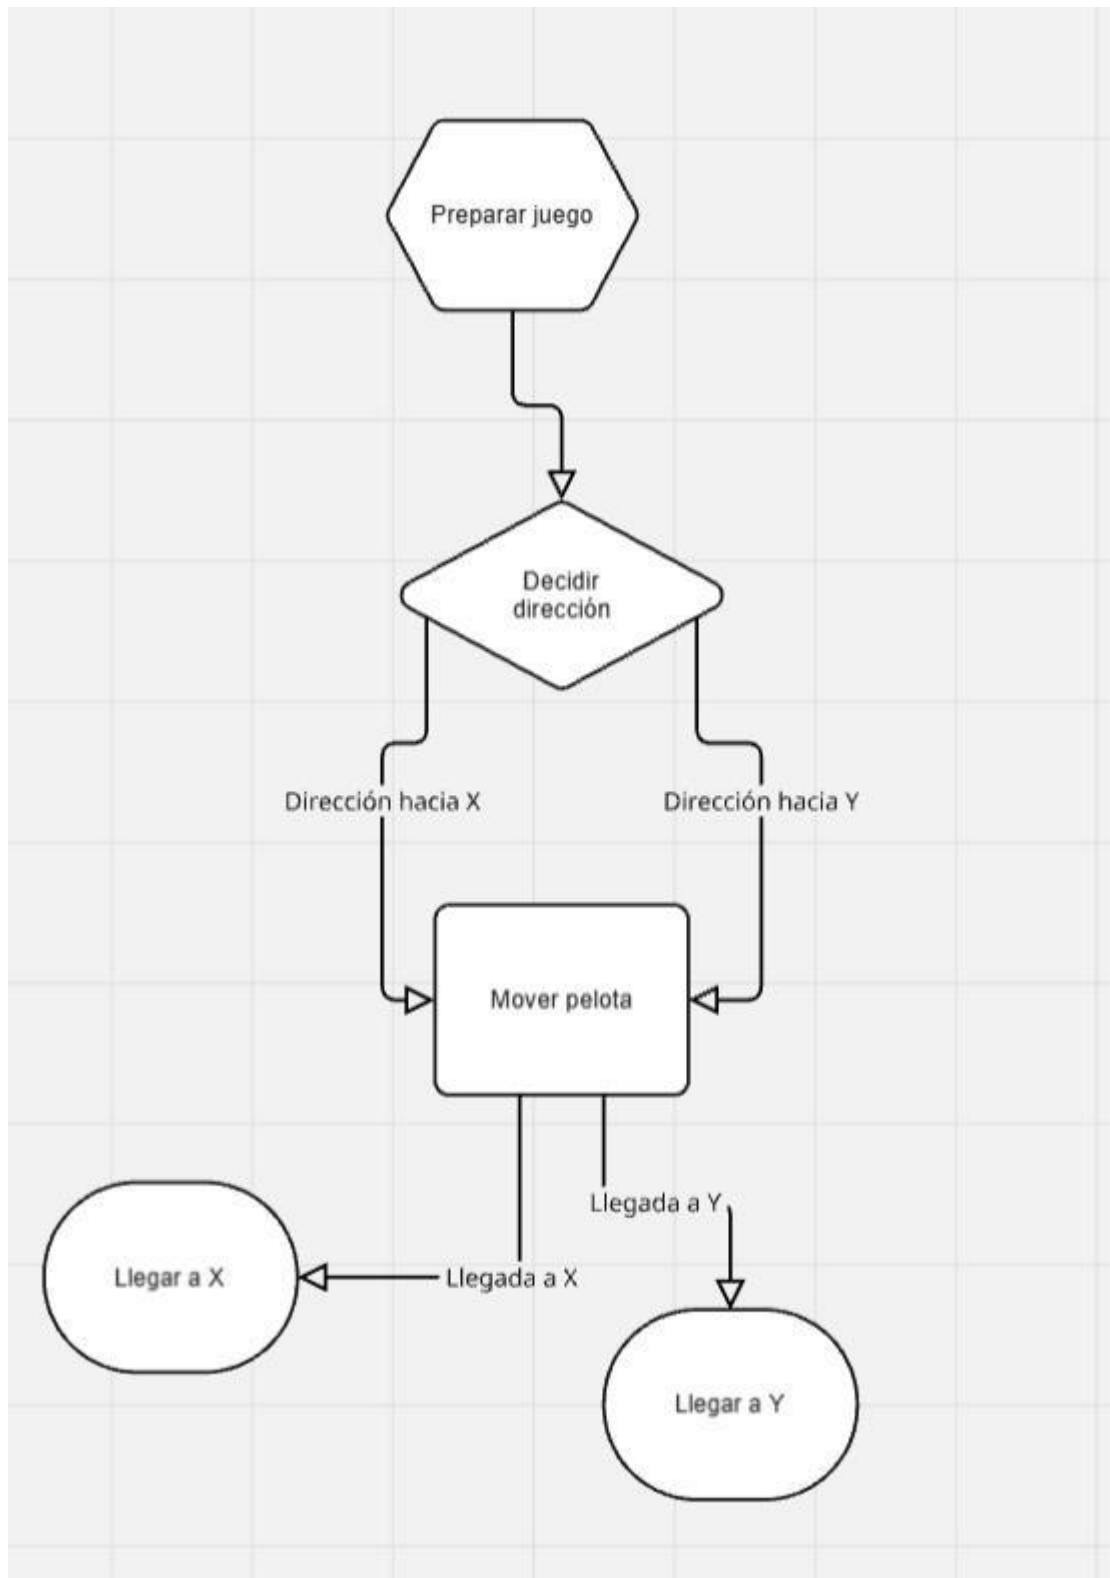 Preparar juego
Decidir
dirección
Dirección hacia X
Dirección hacia Y
Mover pelota
Llegada a Y
Llegar a X
Llegada a X
Llegar a Y